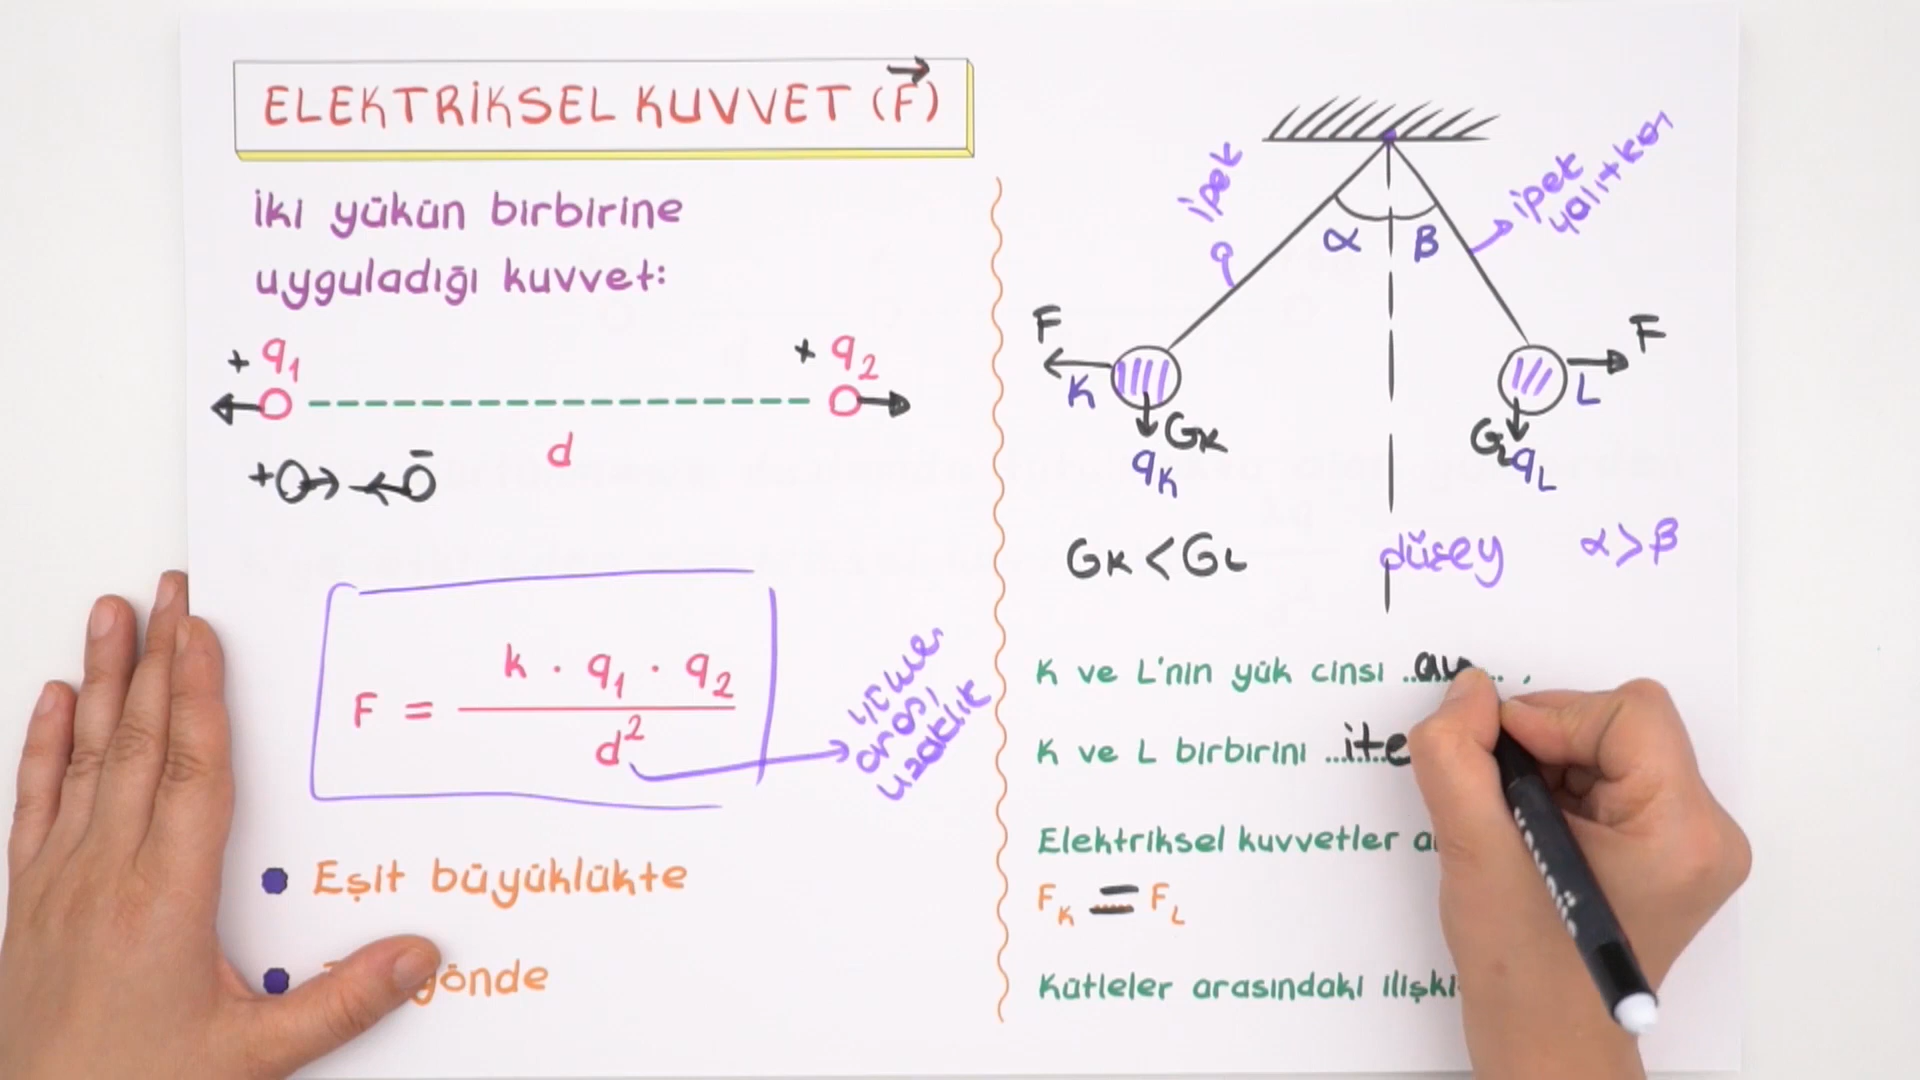 ELEKTRİKSEL KUVVET (F)
İki yükün birbirine
uyguladığı kuvvet:
+ q1
+ q2
d
+ -
F = k . q1 . q2
d2
yükler
arası
uzaklık
Eşit büyüklükte
gönde
ipek
ipek
yalıtkan
α β
F
K
GK
qK
F
L
GL
qL
GK < GL
düşey
α > β
K ve L'nin yük cinsi ...ay... .
K ve L birbirini ...ite
Elektriksel kuvvetler
FK = FL
Kütleler arasındaki ilişki